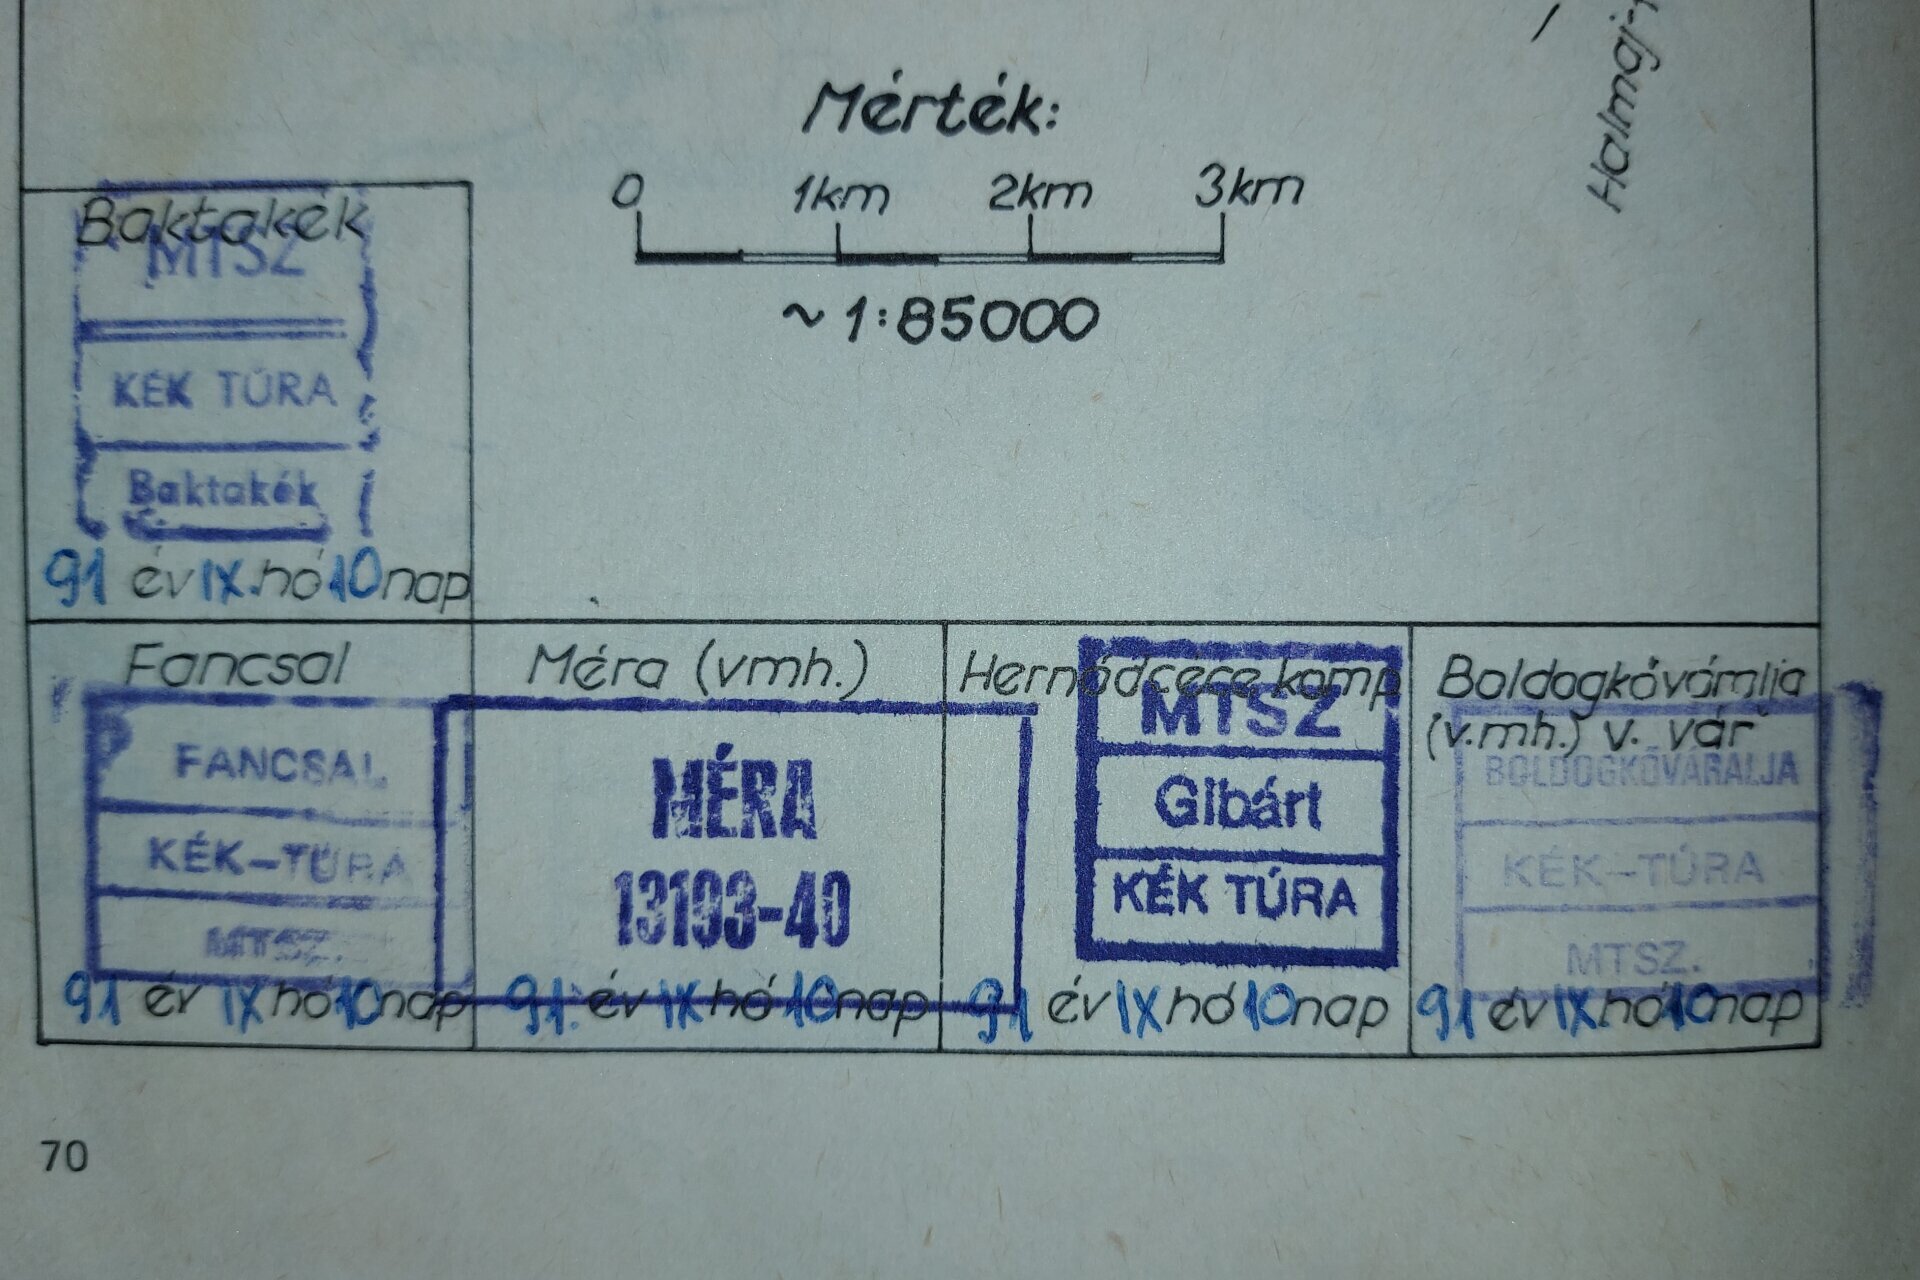 Mérték:
0 1km 2km 3km
~ 1:85000
Baktakék
MTSZ
KÉK TÚRA
Baktakék
91 év IX. hó 10 nap
Fancsal
FANCSAL
KÉK-TÚRA
MTSZ.
91 év IX hó 10 nap
Méra (vmh.)
MÉRA
13193-40
91. év IX hó 10 nap
Hernádcece komp
MTSZ
Gibárt
KÉK TÚRA
91 év IX hó 10 nap
Boldogkőváralja
(v.mh.) v. vár
BOLDOGKŐVÁRALJA
KÉK-TÚRA
MTSZ.
91 év IX hó 10 nap
70